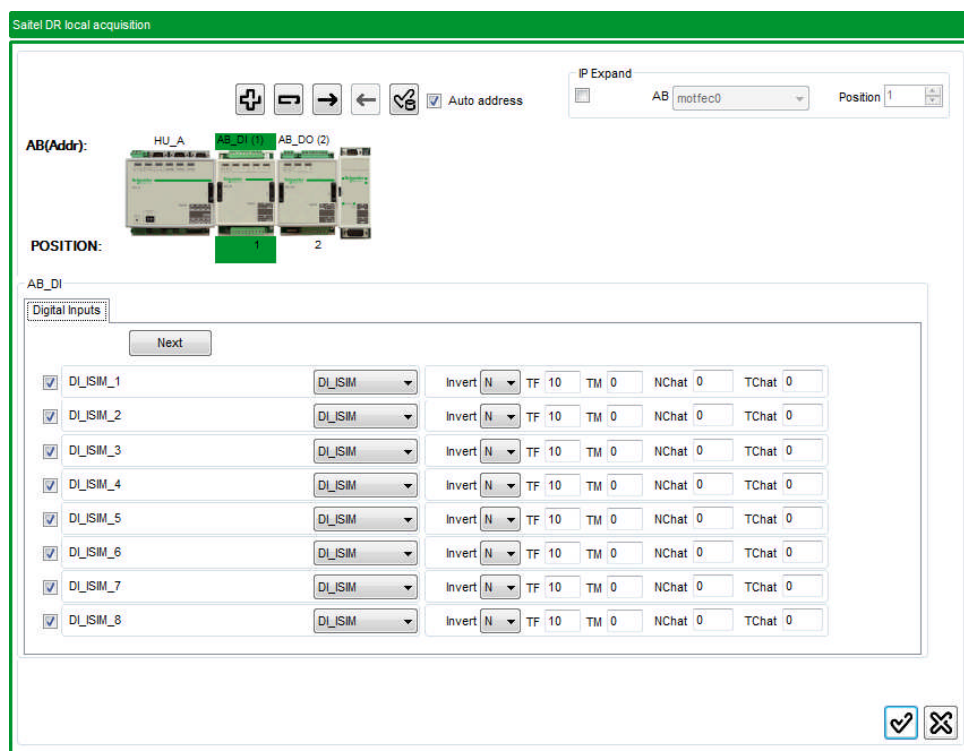 Saitel DR local acquisition
IP Expand
Auto address
AB motfec0 Position 1
AB(Addr): HU_A AB_DI (1) AB_DO (2)
POSITION: 1 2
AB_DI
Digital Inputs
Next
DI_ISIM_1 DI_ISIM Invert N TF 10 TM 0 NChat 0 TChat 0
DI_ISIM_2 DI_ISIM Invert N TF 10 TM 0 NChat 0 TChat 0
DI_ISIM_3 DI_ISIM Invert N TF 10 TM 0 NChat 0 TChat 0
DI_ISIM_4 DI_ISIM Invert N TF 10 TM 0 NChat 0 TChat 0
DI_ISIM_5 DI_ISIM Invert N TF 10 TM 0 NChat 0 TChat 0
DI_ISIM_6 DI_ISIM Invert N TF 10 TM 0 NChat 0 TChat 0
DI_ISIM_7 DI_ISIM Invert N TF 10 TM 0 NChat 0 TChat 0
DI_ISIM_8 DI_ISIM Invert N TF 10 TM 0 NChat 0 TChat 0